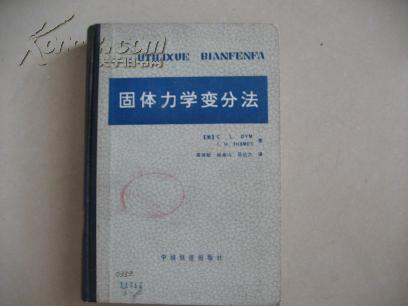 Kongfz.com
孔夫子旧书网
GUTILIXUE BIANFENFA
固体力学变分法
【美】C. L. DYM
I. H. SHAMES 著
中国铁道出版社